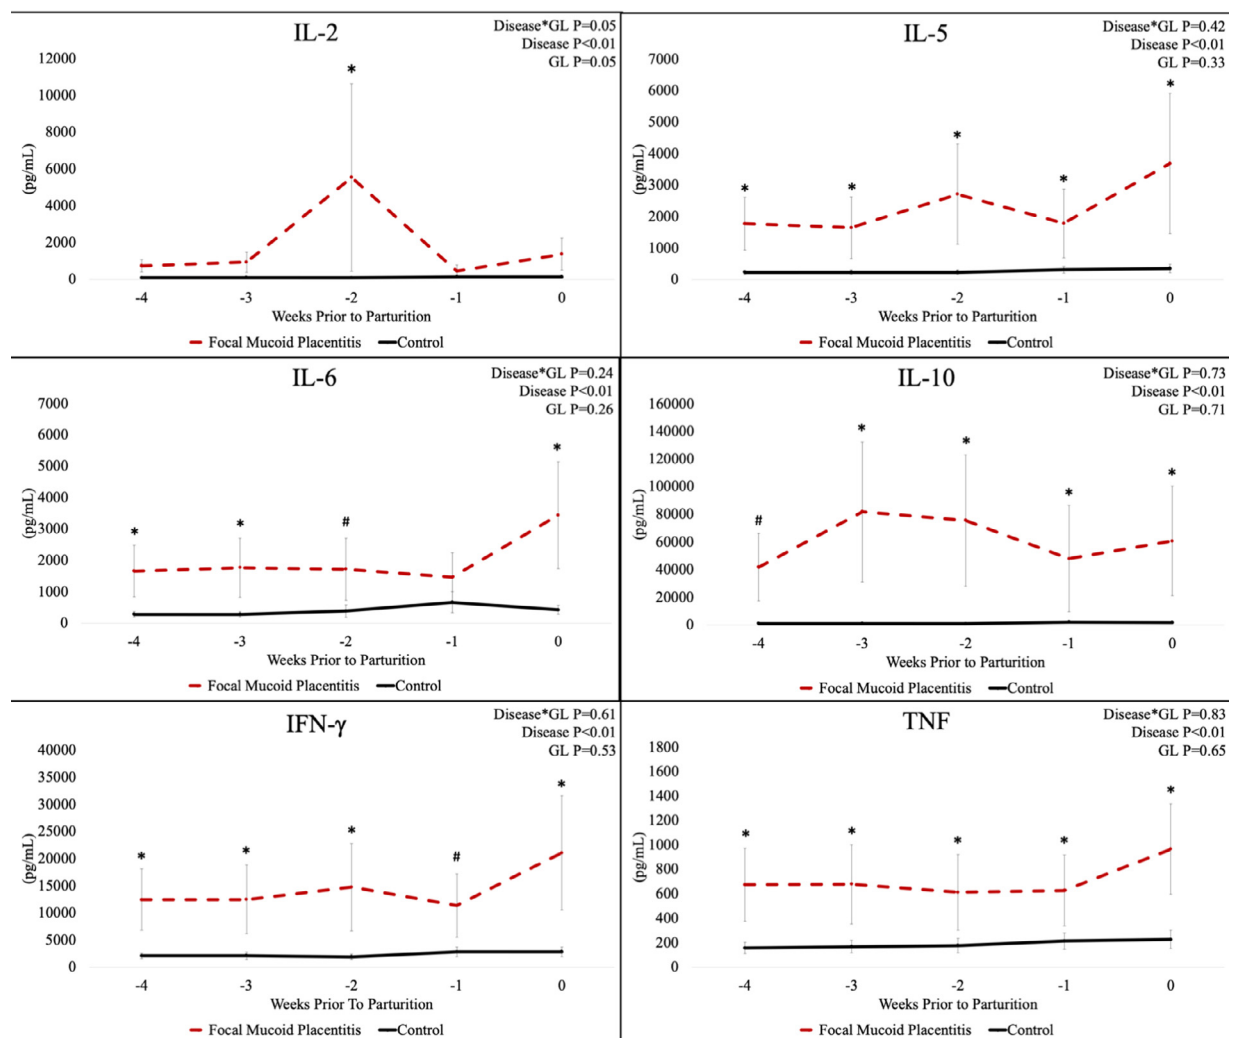 IL-2
Disease*GL P=0.05
Disease P<0.01
GL P=0.05
12000
10000
8000
6000
4000
2000
0
(pg/mL)
*
-4 -3 -2 -1 0
Weeks Prior to Parturition
Focal Mucoid Placentitis Control
IL-5
Disease*GL P=0.42
Disease P<0.01
GL P=0.33
7000
6000
5000
4000
3000
2000
1000
0
(pg/mL)
* * * * *
-4 -3 -2 -1 0
Weeks Prior to Parturition
Focal Mucoid Placentitis Control
IL-6
Disease*GL P=0.24
Disease P<0.01
GL P=0.26
7000
6000
5000
4000
3000
2000
1000
0
(pg/mL)
* * # *
-4 -3 -2 -1 0
Weeks Prior to Parturition
Focal Mucoid Placentitis Control
IL-10
Disease*GL P=0.73
Disease P<0.01
GL P=0.71
160000
140000
120000
100000
80000
60000
40000
20000
0
(pg/mL)
# * * * *
-4 -3 -2 -1 0
Weeks Prior to Parturition
Focal Mucoid Placentitis Control
IFN-γ
Disease*GL P=0.61
Disease P<0.01
GL P=0.53
40000
35000
30000
25000
20000
15000
10000
5000
0
(pg/mL)
* * * # *
-4 -3 -2 -1 0
Weeks Prior To Parturition
Focal Mucoid Placentitis Control
TNF
Disease*GL P=0.83
Disease P<0.01
GL P=0.65
1800
1600
1400
1200
1000
800
600
400
200
0
(pg/mL)
* * * * *
-4 -3 -2 -1 0
Weeks Prior to Parturition
Focal Mucoid Placentitis Control